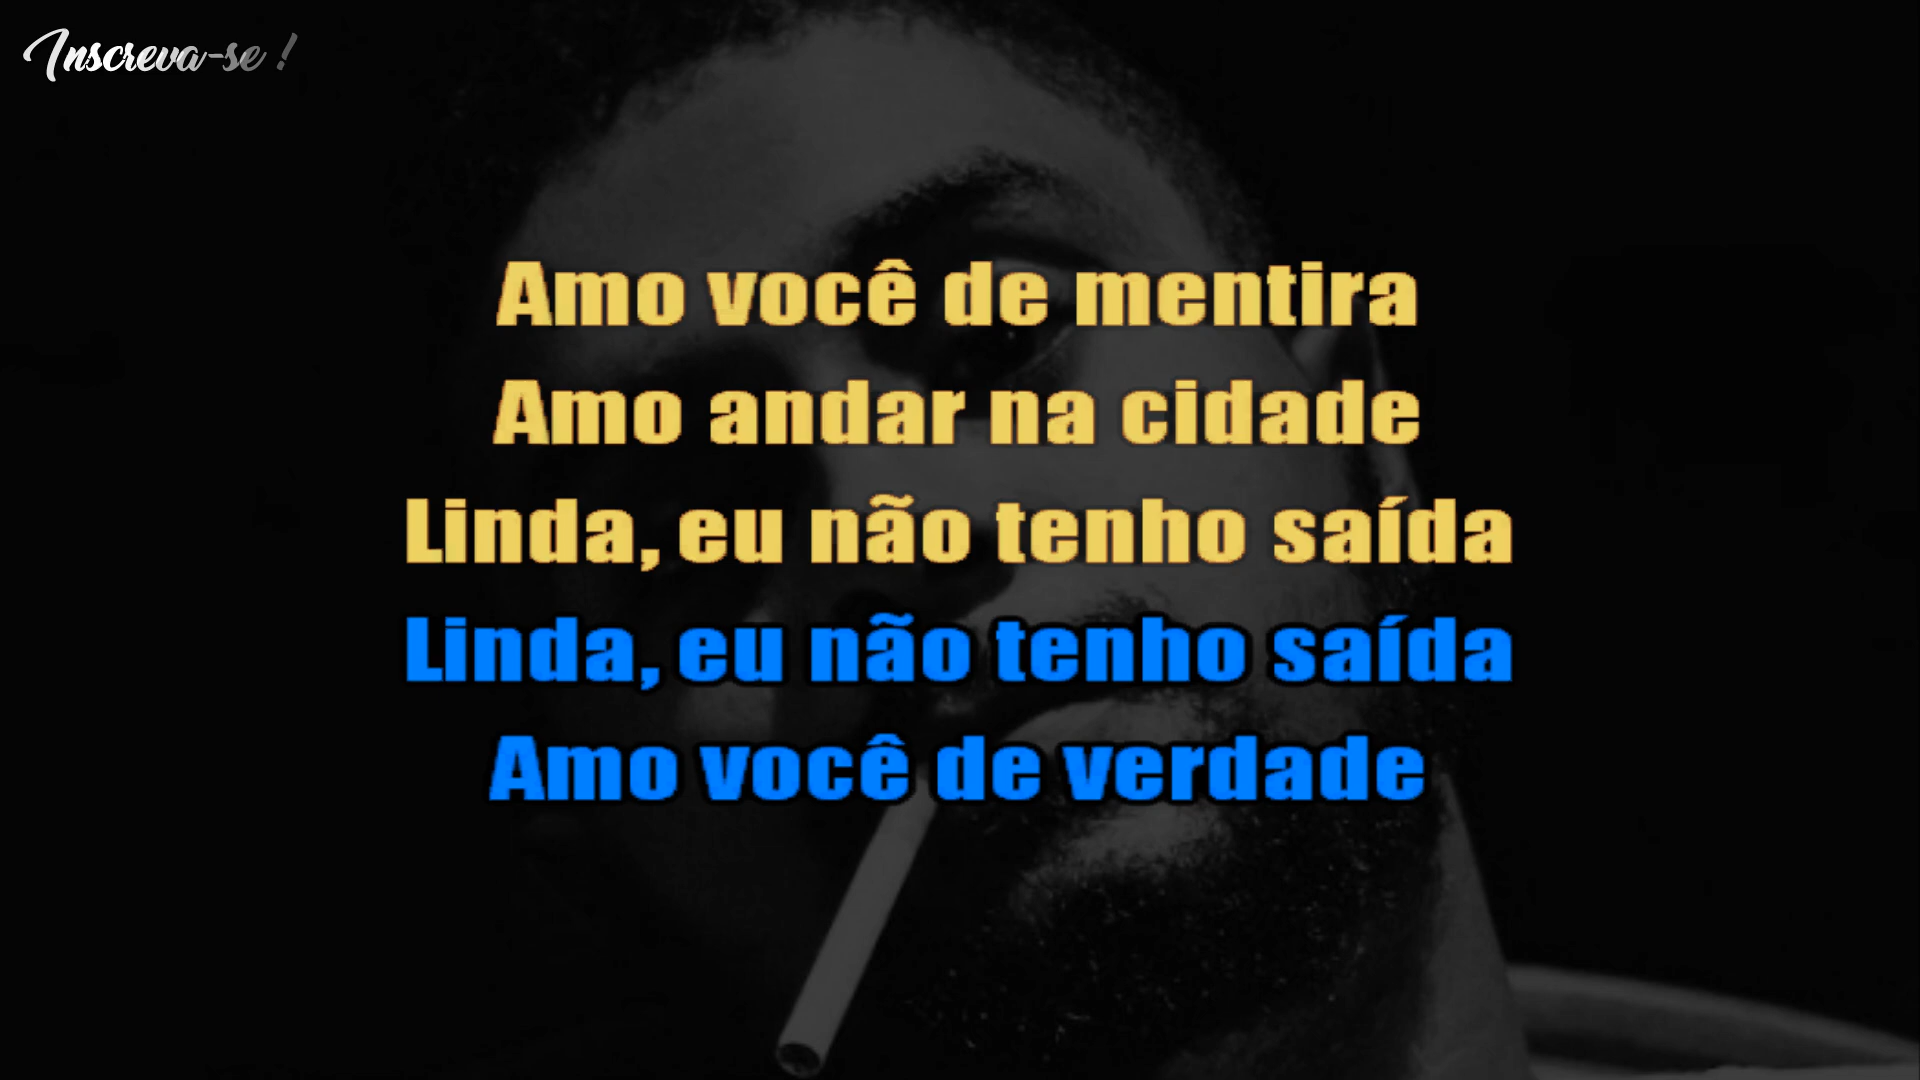 Inscreva-se !
Amo você de mentira
Amo andar na cidade
Linda, eu não tenho saída
Linda, eu não tenho saída
Amo você de verdade